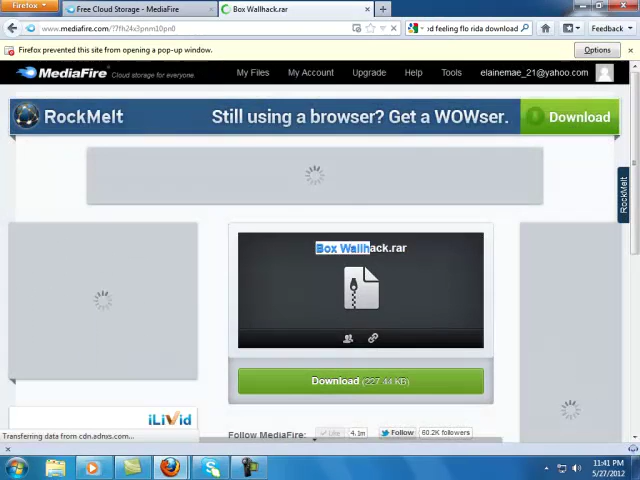 Firefox
Free Cloud Storage - MediaFire
Box Wallhack.rar
www.mediafire.com/?7fh24x3pnm10pn0
od feeling flo rida download
Feedback
Firefox prevented this site from opening a pop-up window.
Options
MediaFire
Cloud storage for everyone.
My Files
My Account
Upgrade
Help
Tools
elainemae_21@yahoo.com
RockMelt
Still using a browser? Get a WOWser.
Download
RockMelt
Box Wallhack.rar
Download (227.44 KB)
iLivid
Follow MediaFire:
Like
4.1m
Follow
60.2K followers
Transferring data from cdn.adnxs.com...
11:41 PM
5/27/2012